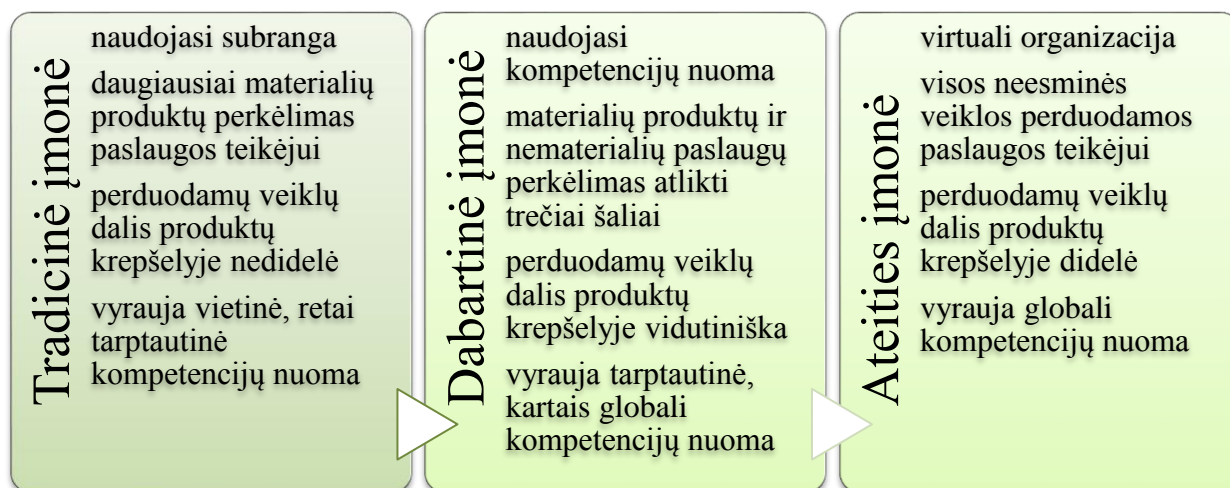 Tradicinė įmonė
naudojasi subranga
daugiausiai materialių
produktų perkėlimas
paslaugos teikėjui
perduodamų veiklų
dalis produktų
krepšelyje nedidelė
vyrauja vietinė, retai
tarptautinė
kompetencijų nuoma
Dabartinė įmonė
naudojasi
kompetencijų nuoma
materialių produktų ir
nematerialių paslaugų
perkėlimas atlikti
trečiai šaliai
perduodamų veiklų
dalis produktų
krepšelyje vidutiniška
vyrauja tarptautinė,
kartais globali
kompetencijų nuoma
Ateities įmonė
virtuali organizacija
visos neesminės
veiklos perduodamos
paslaugos teikėjui
perduodamų veiklų
dalis produktų
krepšelyje didelė
vyrauja globali
kompetencijų nuoma